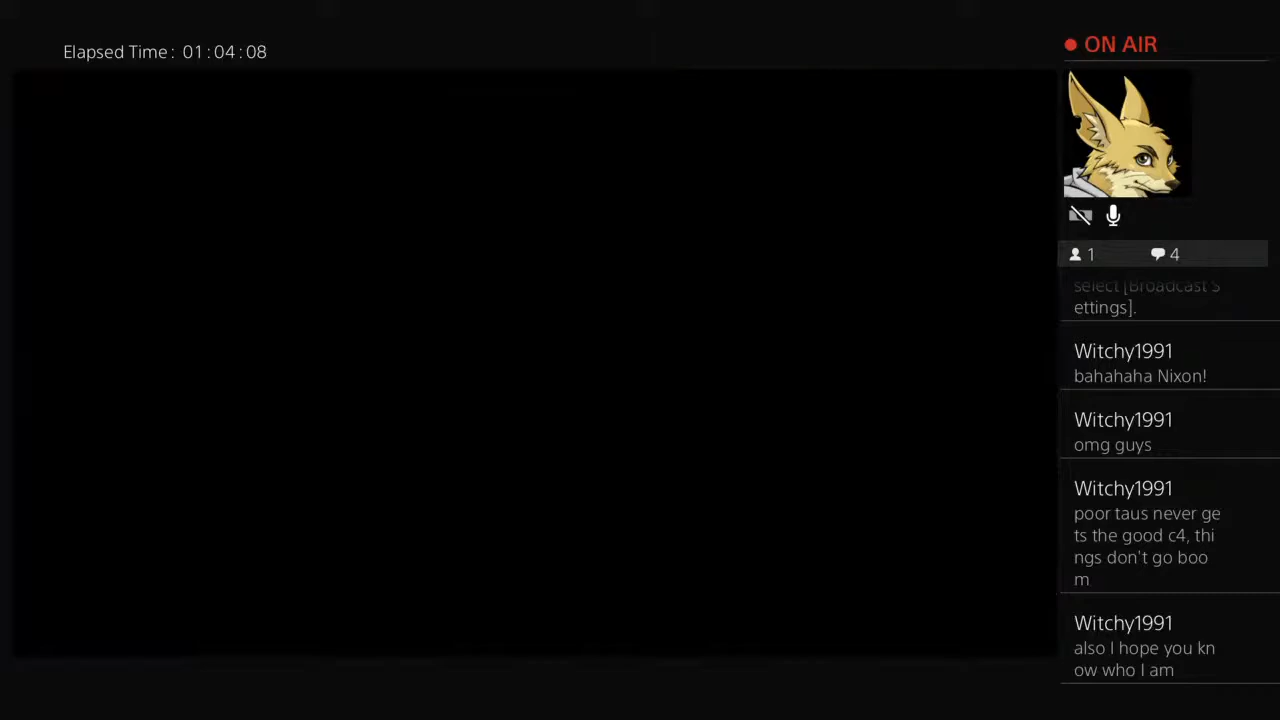 Elapsed Time: 01:04:08
ON AIR
1 4
select [Broadcast S
ettings].
Witchy1991
bahahaha Nixon!
Witchy1991
omg guys
Witchy1991
poor taus never ge
ts the good c4, thi
ngs don't go boo
m
Witchy1991
also I hope you kn
ow who I am